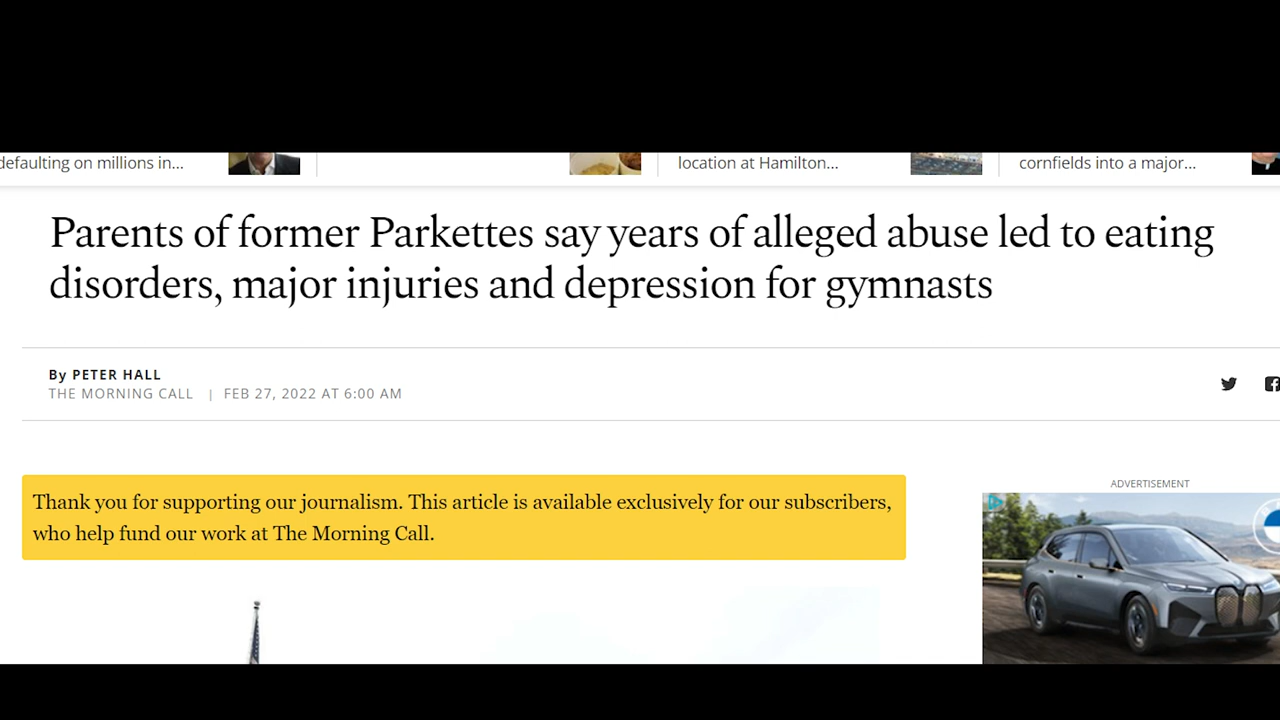 defaulting on millions in...
location at Hamilton...
cornfields into a major...
Parents of former Parkettes say years of alleged abuse led to eating
disorders, major injuries and depression for gymnasts
By PETER HALL
THE MORNING CALL | FEB 27, 2022 AT 6:00 AM
Thank you for supporting our journalism. This article is available exclusively for our subscribers,
who help fund our work at The Morning Call.
ADVERTISEMENT